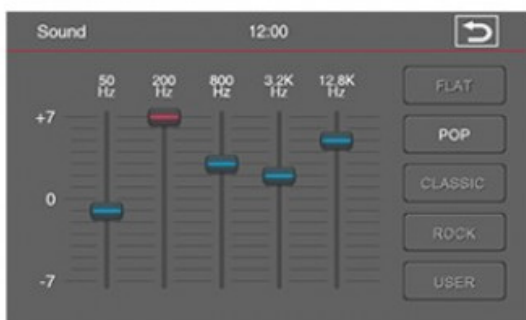 Sound 12:00
50 200 800 3.2K 12.8K
Hz Hz Hz Hz Hz
+7
0
-7
FLAT
POP
CLASSIC
ROCK
USER